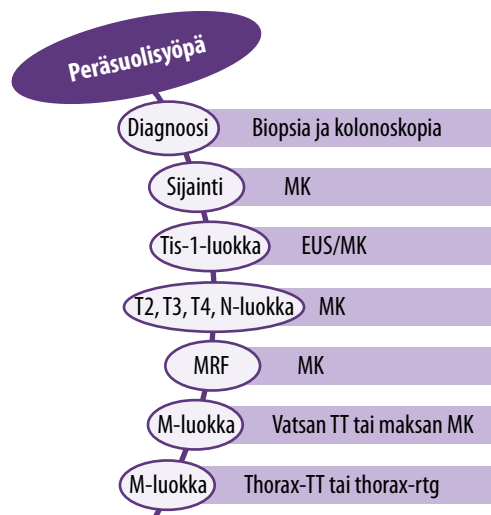 Peräsuolisyöpä
Diagnoosi Biopsia ja kolonoskopia
Sijainti MK
Tis-1-luokka EUS/MK
T2, T3, T4, N-luokka MK
MRF MK
M-luokka Vatsan TT tai maksan MK
M-luokka Thorax-TT tai thorax-rtg